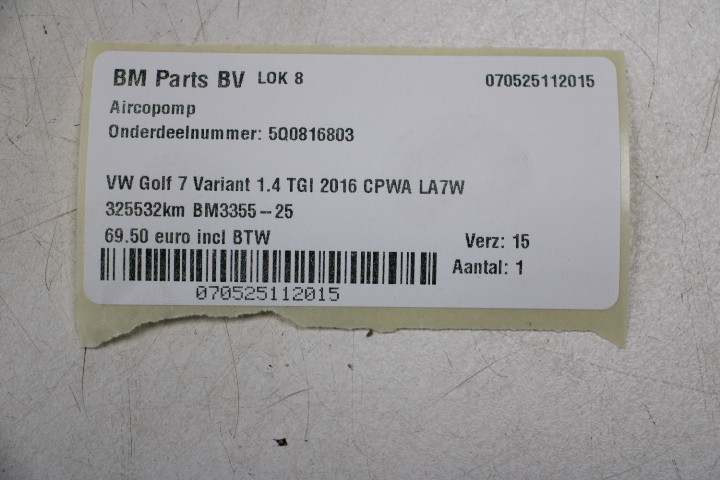 BM Parts BV LOK 8 070525112015
Aircopomp
Onderdeelnummer: 5Q0816803
VW Golf 7 Variant 1.4 TGI 2016 CPWA LA7W
325532km BM3355-25
69.50 euro incl BTW Verz: 15
Aantal: 1
070525112015